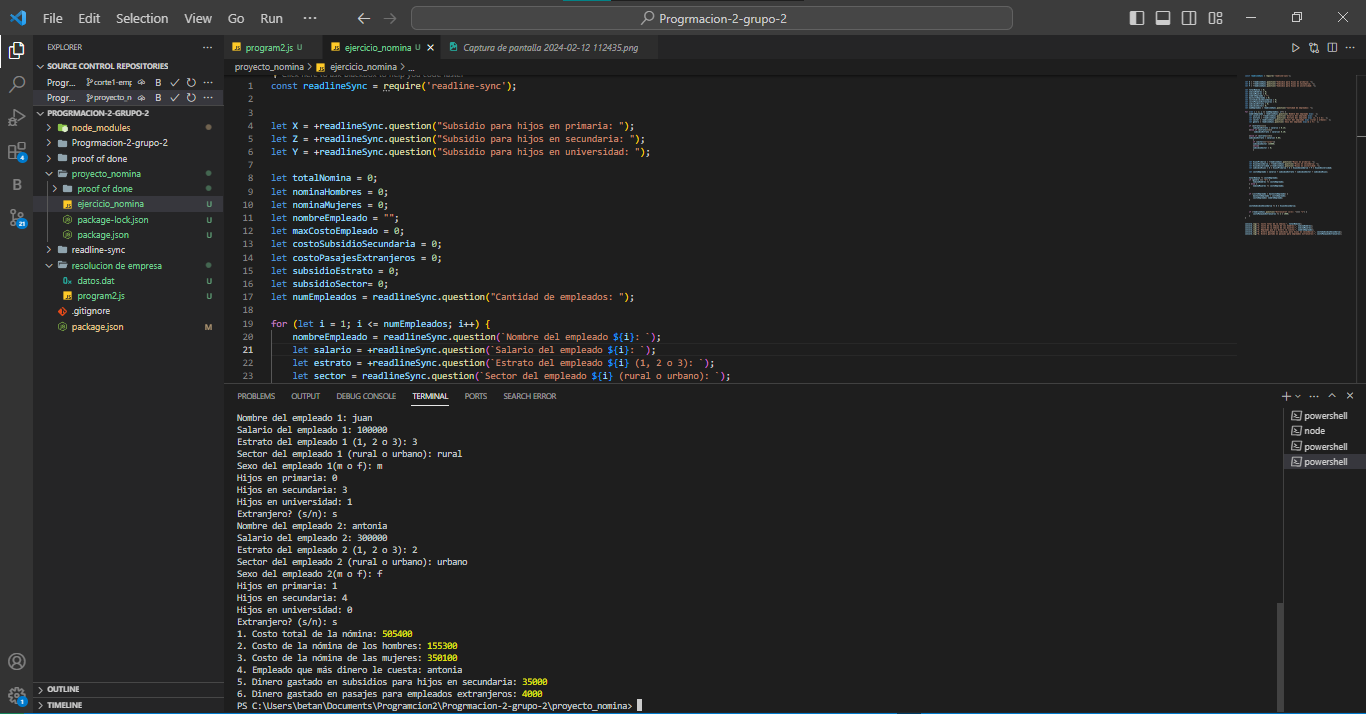 File Edit Selection View Go Run ··· Progrmacion-2-grupo-2
EXPLORER ···
SOURCE CONTROL REPOSITORIES
Progr... corte1-emp B ···
Progr... proyecto_n B ···
PROGRMACION-2-GRUPO-2
node_modules
Progrmacion-2-grupo-2
proof of done
proyecto_nomina
proof of done
ejercicio_nomina U
package-lock.json U
package.json U
readline-sync
resolucion de empresa
datos.dat U
program2.js U
.gitignore
package.json M
OUTLINE
TIMELINE
4
B
21
1
program2.js U ejercicio_nomina U Captura de pantalla 2024-02-12 112435.png
proyecto_nomina > ejercicio_nomina > ...
1 const readlineSync = require('readline-sync');
2
3
4 let X = +readlineSync.question("Subsidio para hijos en primaria: ");
5 let Z = +readlineSync.question("Subsidio para hijos en secundaria: ");
6 let Y = +readlineSync.question("Subsidio para hijos en universidad: ");
7
8 let totalNomina = 0;
9 let nominaHombres = 0;
10 let nominaMujeres = 0;
11 let nombreEmpleado = "";
12 let maxCostoEmpleado = 0;
13 let costoSubsidioSecundaria = 0;
14 let costoPasajesExtranjeros = 0;
15 let subsidioEstrato = 0;
16 let subsidioSector= 0;
17 let numEmpleados = readlineSync.question("Cantidad de empleados: ");
18
19 for (let i = 1; i <= numEmpleados; i++) {
20 nombreEmpleado = readlineSync.question(`Nombre del empleado ${i}: `);
21 let salario = +readlineSync.question(`Salario del empleado ${i}: `);
22 let estrato = +readlineSync.question(`Estrato del empleado ${i} (1, 2 o 3): `);
23 let sector = readlineSync.question(`Sector del empleado ${i} (rural o urbano): `);
PROBLEMS OUTPUT DEBUG CONSOLE TERMINAL PORTS SEARCH ERROR
Nombre del empleado 1: juan
Salario del empleado 1: 100000
Estrato del empleado 1 (1, 2 o 3): 3
Sector del empleado 1 (rural o urbano): rural
Sexo del empleado 1(m o f): m
Hijos en primaria: 0
Hijos en secundaria: 3
Hijos en universidad: 1
Extranjero? (s/n): s
Nombre del empleado 2: antonia
Salario del empleado 2: 300000
Estrato del empleado 2 (1, 2 o 3): 2
Sector del empleado 2 (rural o urbano): urbano
Sexo del empleado 2(m o f): f
Hijos en primaria: 1
Hijos en secundaria: 4
Hijos en universidad: 0
Extranjero? (s/n): s
1. Costo total de la nómina: 505400
2. Costo de la nómina de los hombres: 155300
3. Costo de la nómina de las mujeres: 350100
4. Empleado que más dinero le cuesta: antonia
5. Dinero gastado en subsidios para hijos en secundaria: 35000
6. Dinero gastado en pasajes para empleados extranjeros: 4000
PS C:\Users\betan\Documents\Programcion2\Progrmacion-2-grupo-2\proyecto_nomina>
powershell
node
powershell
powershell